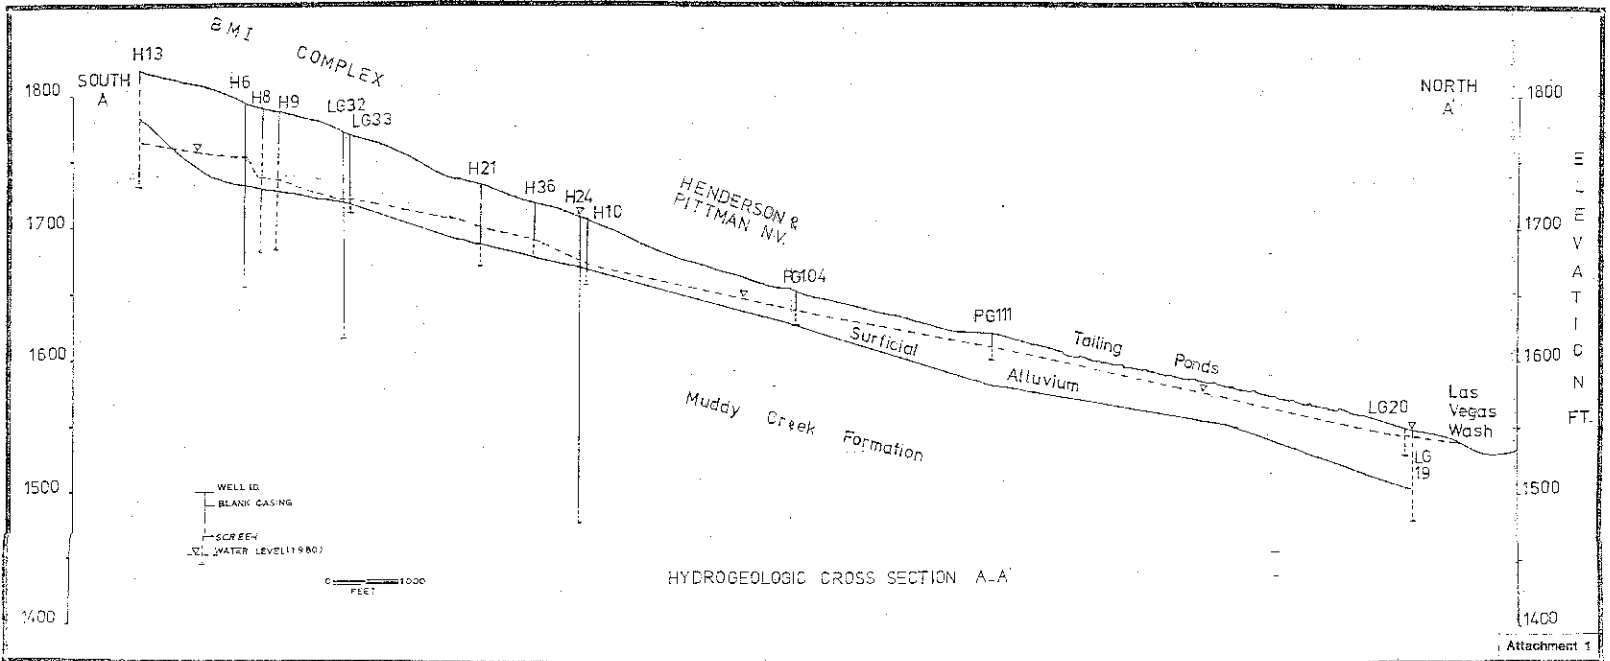 BMI COMPLEX
H13
SOUTH
A
H6
H8
H9
LG32
LG33
H21
H36
H24
H10
HENDERSON &
PITTMAN NV.
PG104
PG111
NORTH
A'
1800
1700
1600
1500
1400
1800
1700
1600
1500
1400
ELEVATION
FT.
Tailing Ponds
Surficial Alluvium
Muddy Creek Formation
LG20
LG
19
Las
Vegas
Wash
WELL ID.
BLANK CASING
SCREEN
WATER LEVEL(1980)
0 1000
FEET
HYDROGEOLOGIC CROSS SECTION A-A'
Attachment 1